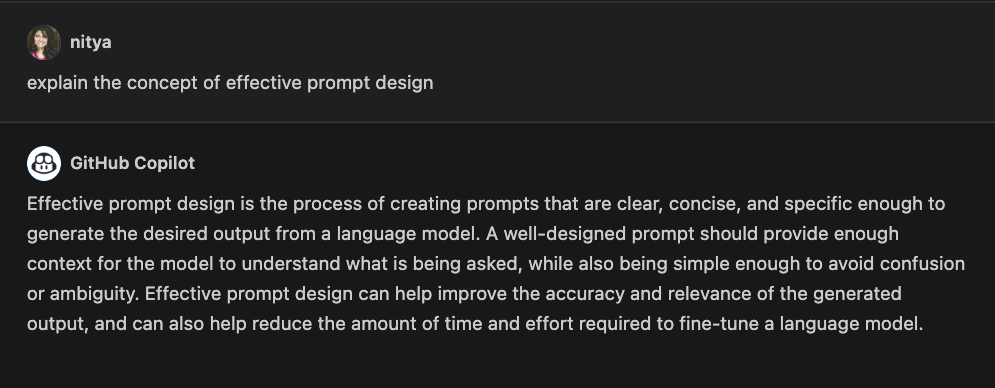 nitya
explain the concept of effective prompt design
GitHub Copilot
Effective prompt design is the process of creating prompts that are clear, concise, and specific enough to
generate the desired output from a language model. A well-designed prompt should provide enough
context for the model to understand what is being asked, while also being simple enough to avoid confusion
or ambiguity. Effective prompt design can help improve the accuracy and relevance of the generated
output, and can also help reduce the amount of time and effort required to fine-tune a language model.